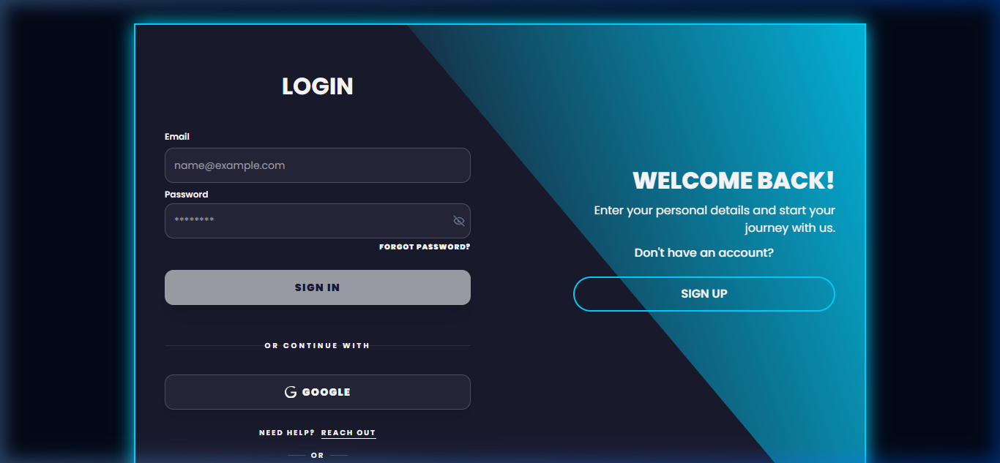 LOGIN
Email
name@example.com
Password
********
FORGOT PASSWORD?
SIGN IN
OR CONTINUE WITH
GOOGLE
NEED HELP? REACH OUT
OR
WELCOME BACK!
Enter your personal details and start your
journey with us.
Don't have an account?
SIGN UP